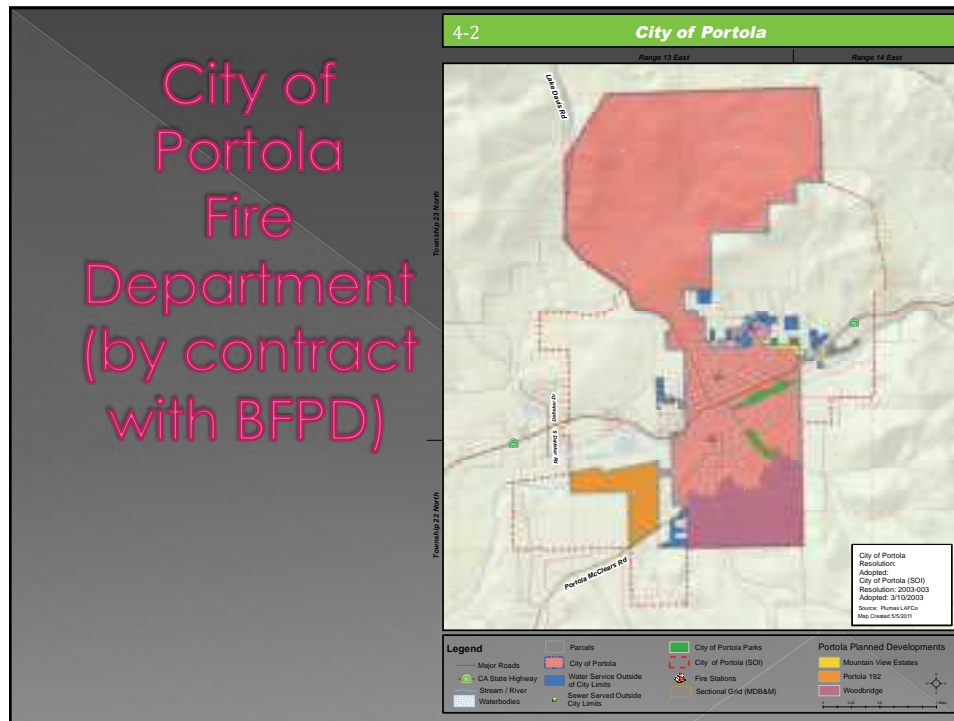 City of
Portola
Fire
Department
(by contract
with BFPD)
4-2
City of Portola
Range 13 East
Range 14 East
Township 23 North
Township 22 North
Lake Davis Rd
Delleker Dr
S Delleker Rd
Portola McClears Rd
City of Portola
Resolution:
Adopted:
City of Portola (SOI)
Resolution: 2003-003
Adopted: 3/10/2003
Source: Plumas LAFCo
Map Created 5/5/2011
Legend
Major Roads
CA State Highway
Stream / River
Waterbodies
Parcels
City of Portola
Water Service Outside
of City Limits
Sewer Served Outside
City Limits
City of Portola Parks
City of Portola (SOI)
Fire Stations
Sectional Grid (MDB&M)
Portola Planned Developments
Mountain View Estates
Portola 192
Woodbridge